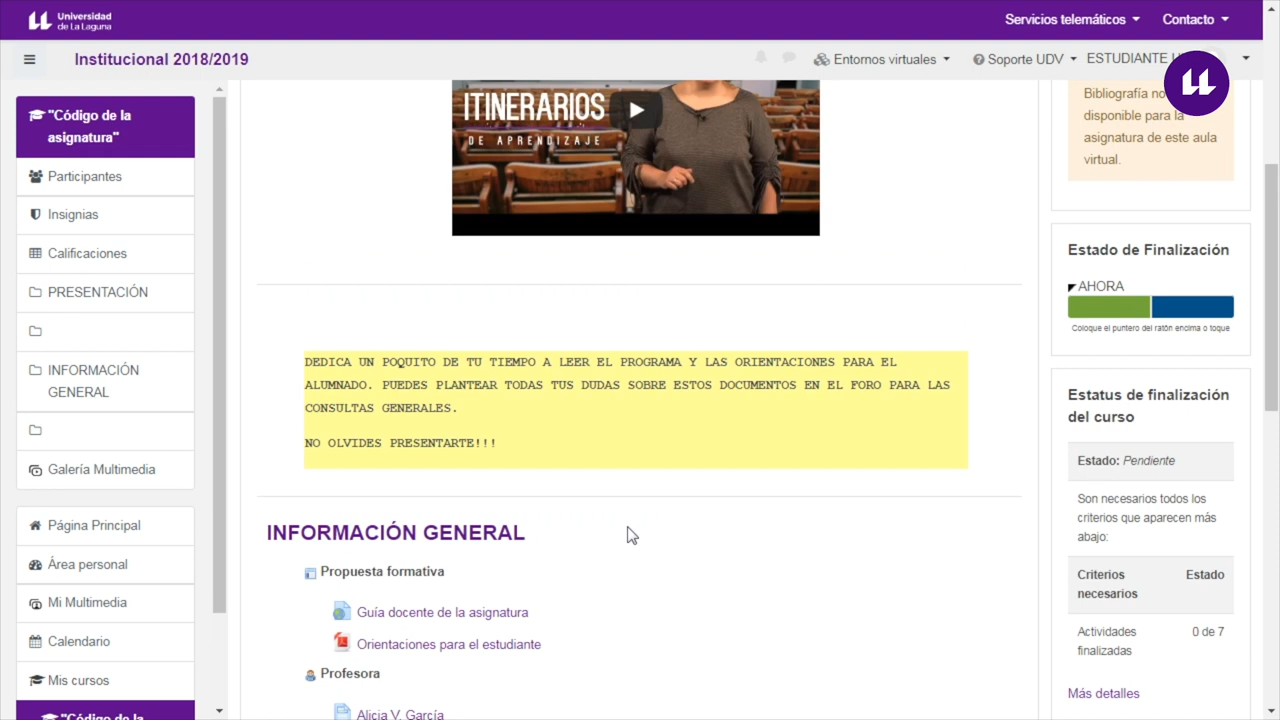 Universidad
de La Laguna
Servicios telemáticos
Contacto
Institucional 2018/2019
Entornos virtuales
Soporte UDV
ESTUDIANTE
"Código de la
asignatura"
Participantes
Insignias
Calificaciones
PRESENTACIÓN
INFORMACIÓN
GENERAL
Galería Multimedia
Página Principal
Área personal
Mi Multimedia
Calendario
Mis cursos
"Código de la
ITINERARIOS
DE APRENDIZAJE
DEDICA UN POQUITO DE TU TIEMPO A LEER EL PROGRAMA Y LAS ORIENTACIONES PARA EL
ALUMNADO. PUEDES PLANTEAR TODAS TUS DUDAS SOBRE ESTOS DOCUMENTOS EN EL FORO PARA LAS
CONSULTAS GENERALES.
NO OLVIDES PRESENTARTE!!!
INFORMACIÓN GENERAL
Propuesta formativa
Guía docente de la asignatura
Orientaciones para el estudiante
Profesora
Alicia V. García
Bibliografía no
disponible para la
asignatura de este aula
virtual.
Estado de Finalización
AHORA
Coloque el puntero del ratón encima o toque
Estatus de finalización
del curso
Estado: Pendiente
Son necesarios todos los
criterios que aparecen más
abajo:
Criterios
necesarios
Estado
Actividades
finalizadas
0 de 7
Más detalles